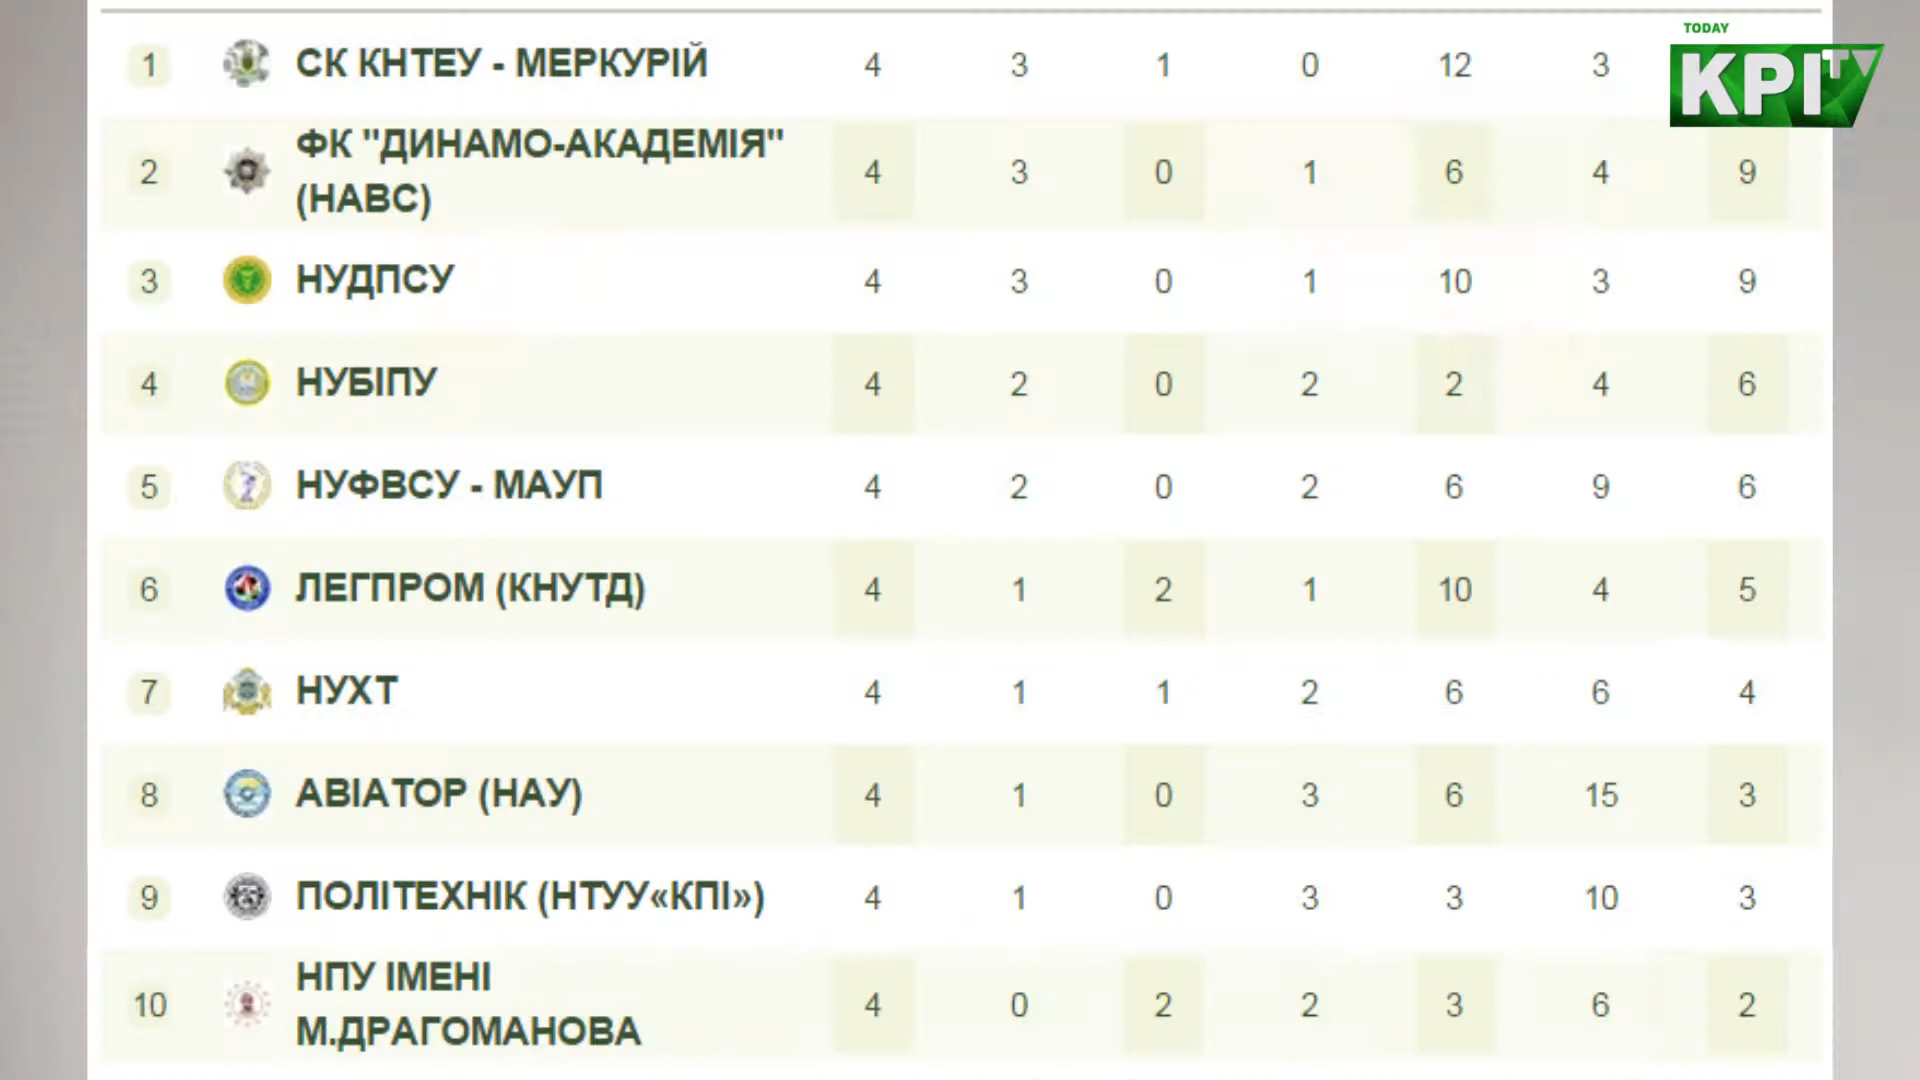 TODAY
KPI TV
1 СК КНТЕУ - МЕРКУРІЙ 4 3 1 0 12 3
2 ФК "ДИНАМО-АКАДЕМІЯ"
(НАВС) 4 3 0 1 6 4 9
3 НУДПСУ 4 3 0 1 10 3 9
4 НУБІПУ 4 2 0 2 2 4 6
5 НУФВСУ - МАУП 4 2 0 2 6 9 6
6 ЛЕГПРОМ (КНУТД) 4 1 2 1 10 4 5
7 НУХТ 4 1 1 2 6 6 4
8 АВІАТОР (НАУ) 4 1 0 3 6 15 3
9 ПОЛІТЕХНІК (НТУУ«КПІ») 4 1 0 3 3 10 3
10 НПУ ІМЕНІ
М.ДРАГОМАНОВА 4 0 2 2 3 6 2